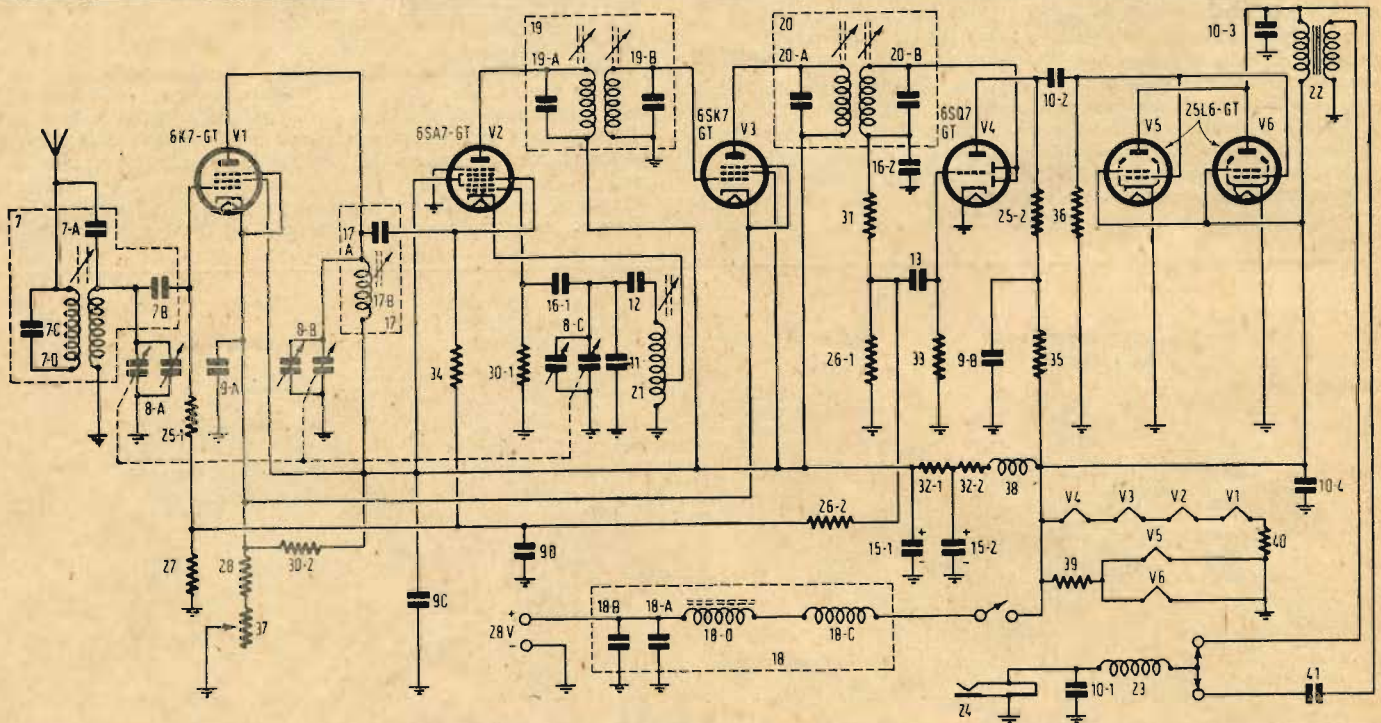 10-3
22
20
19
20-A
20-B
19-A
19-B
10-2
6SQ7
GT
V4
25L6-GT
V5
V6
6K7-GT
V1
6SA7-GT
V2
6SK7
GT
V3
16-2
7
7-A
17
A
31
25-2
36
7B
17-B
17
16-1
12
13
8-B
8-C
7-C
7-D
9-A
34
30-1
11
21
26-1
33
9-B
35
8-A
25-1
32-1
32-2
38
10-4
26-2
V4
V3
V2
V1
27
28
30-2
9D
15-1
+
-
15-2
+
-
V5
40
39
V6
37
9C
+
28V
-
18-B
18-A
18-D
18-C
18
24
10-1
23
41